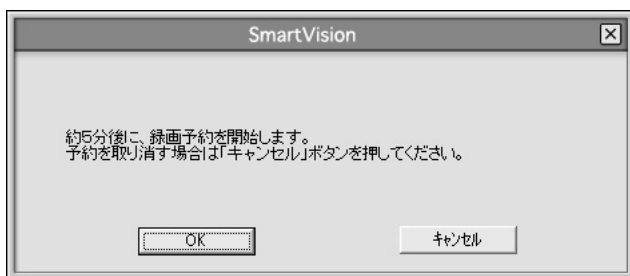 SmartVision
約5分後に、録画予約を開始します。
予約を取り消す場合は「キャンセル」ボタンを押してください。
OK
キャンセル